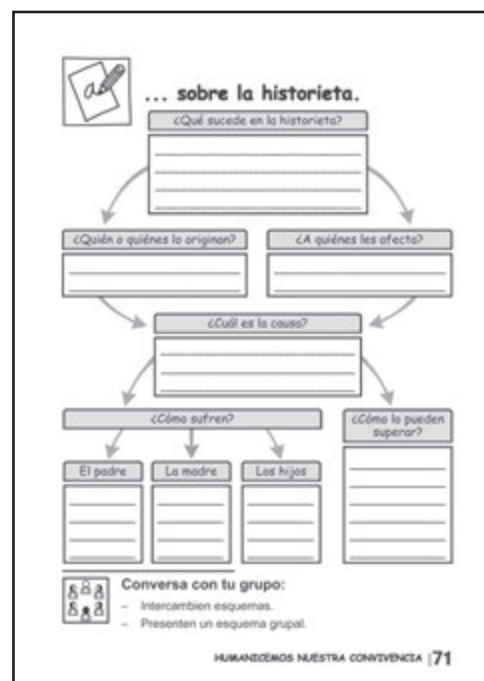 ... sobre la historieta.
¿Qué sucede en la historieta?
¿Quién o quiénes lo originan?
¿A quiénes les afecta?
¿Cuál es la causa?
¿Cómo sufren?
¿Cómo lo pueden
superar?
El padre
La madre
Los hijos
Conversa con tu grupo:
– Intercambien esquemas.
– Presenten un esquema grupal.
HUMANICEMOS NUESTRA CONVIVENCIA |71